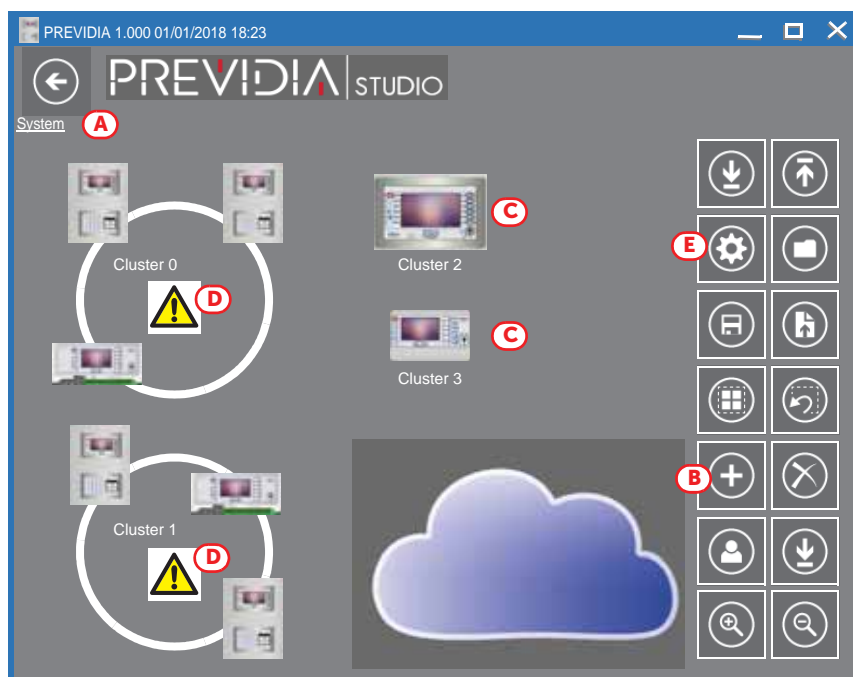 PREVIDIA 1.000 01/01/2018 18:23
PREVIDIA STUDIO
System
A
Cluster 0
D
C
Cluster 2
E
C
Cluster 3
B
Cluster 1
D